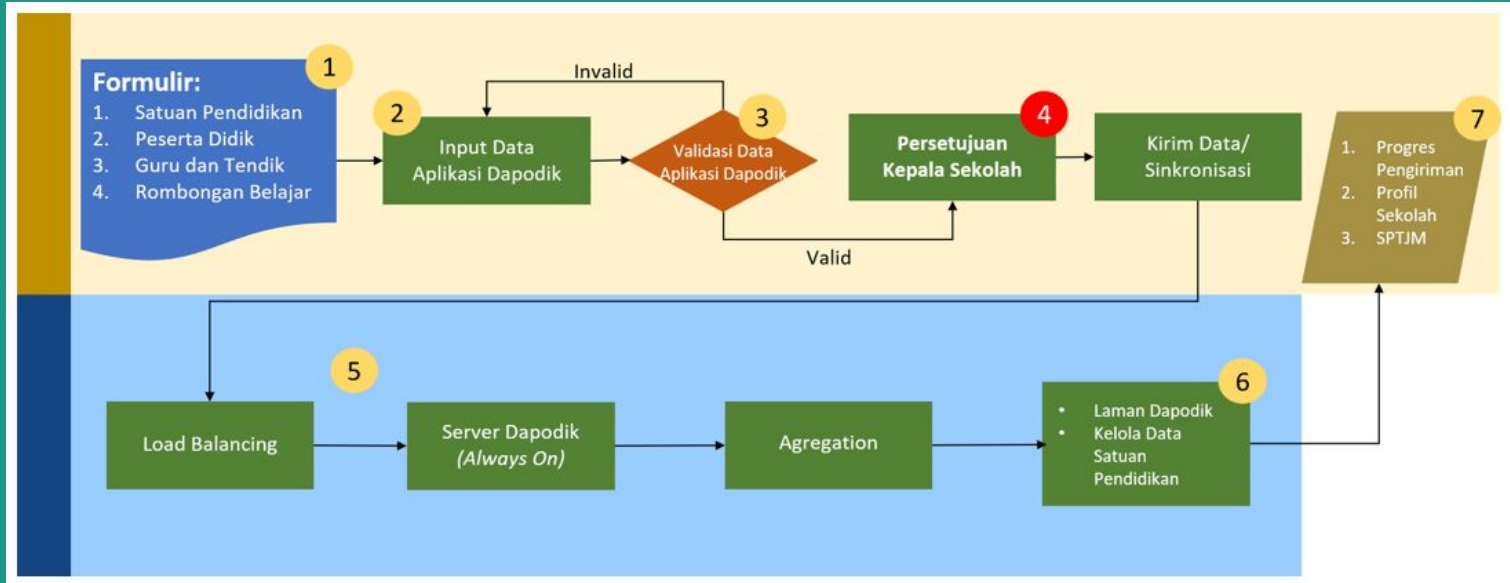 1
Formulir:
1. Satuan Pendidikan
2. Peserta Didik
3. Guru dan Tendik
4. Rombongan Belajar
2
Input Data
Aplikasi Dapodik
Invalid
3
Validasi Data
Aplikasi Dapodik
Valid
4
Persetujuan
Kepala Sekolah
Kirim Data/
Sinkronisasi
5
Load Balancing
Server Dapodik
(Always On)
Agregation
6
• Laman Dapodik
• Kelola Data
Satuan
Pendidikan
7
1. Progres
Pengiriman
2. Profil
Sekolah
3. SPTJM